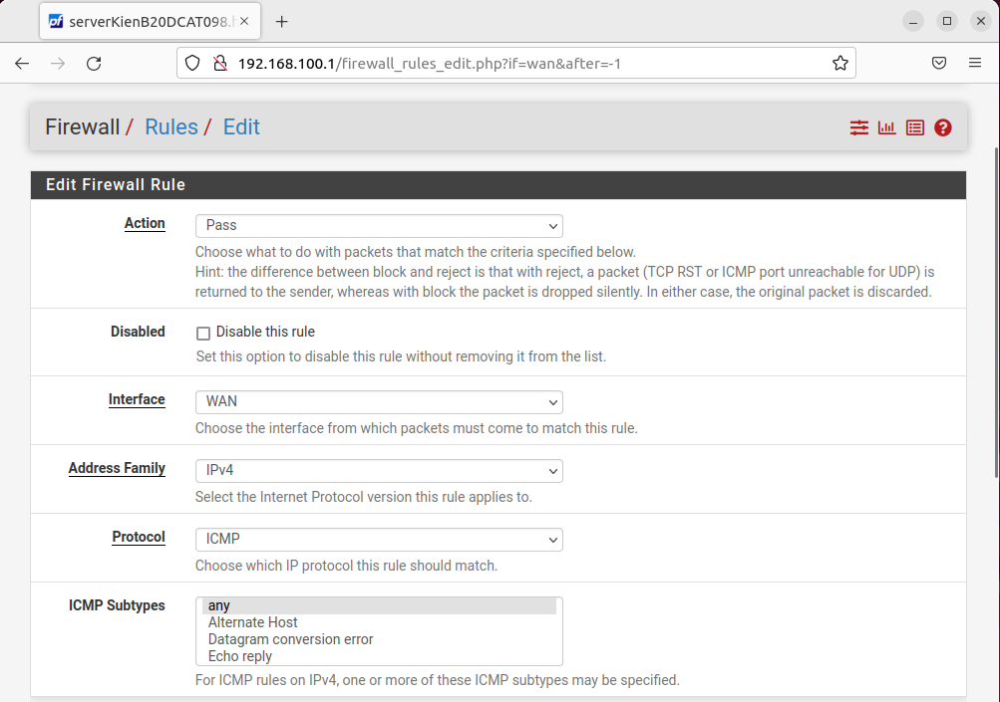 serverKienB20DCAT098.
192.168.100.1/firewall_rules_edit.php?if=wan&after=-1
Firewall / Rules / Edit
Edit Firewall Rule
Action
Pass
Choose what to do with packets that match the criteria specified below.
Hint: the difference between block and reject is that with reject, a packet (TCP RST or ICMP port unreachable for UDP) is
returned to the sender, whereas with block the packet is dropped silently. In either case, the original packet is discarded.
Disabled
Disable this rule
Set this option to disable this rule without removing it from the list.
Interface
WAN
Choose the interface from which packets must come to match this rule.
Address Family
IPv4
Select the Internet Protocol version this rule applies to.
Protocol
ICMP
Choose which IP protocol this rule should match.
ICMP Subtypes
any
Alternate Host
Datagram conversion error
Echo reply
For ICMP rules on IPv4, one or more of these ICMP subtypes may be specified.